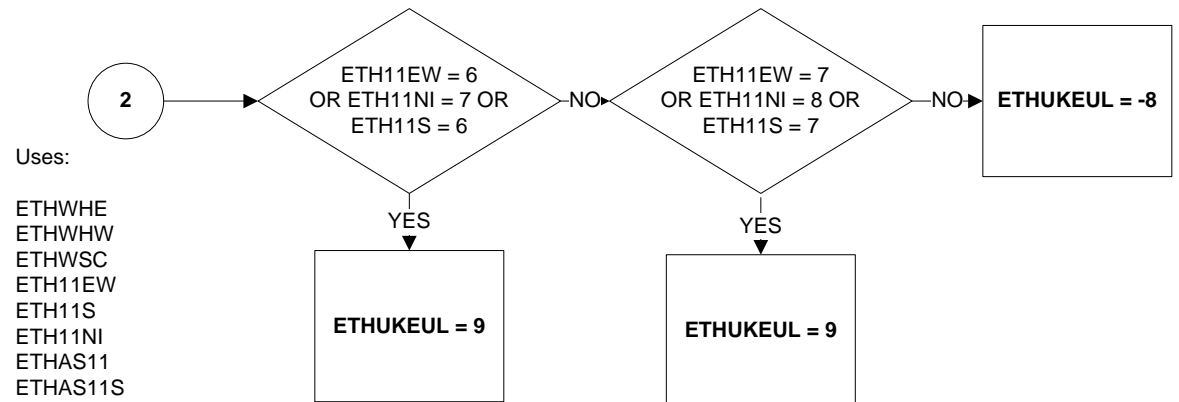 2
ETH11EW = 6
OR ETH11NI = 7 OR
ETH11S = 6
NO
ETH11EW = 7
OR ETH11NI = 8 OR
ETH11S = 7
NO
ETHUKEUL = -8
YES
YES
ETHUKEUL = 9
ETHUKEUL = 9
Uses:
ETHWHE
ETHWHW
ETHWSC
ETH11EW
ETH11S
ETH11NI
ETHAS11
ETHAS11S